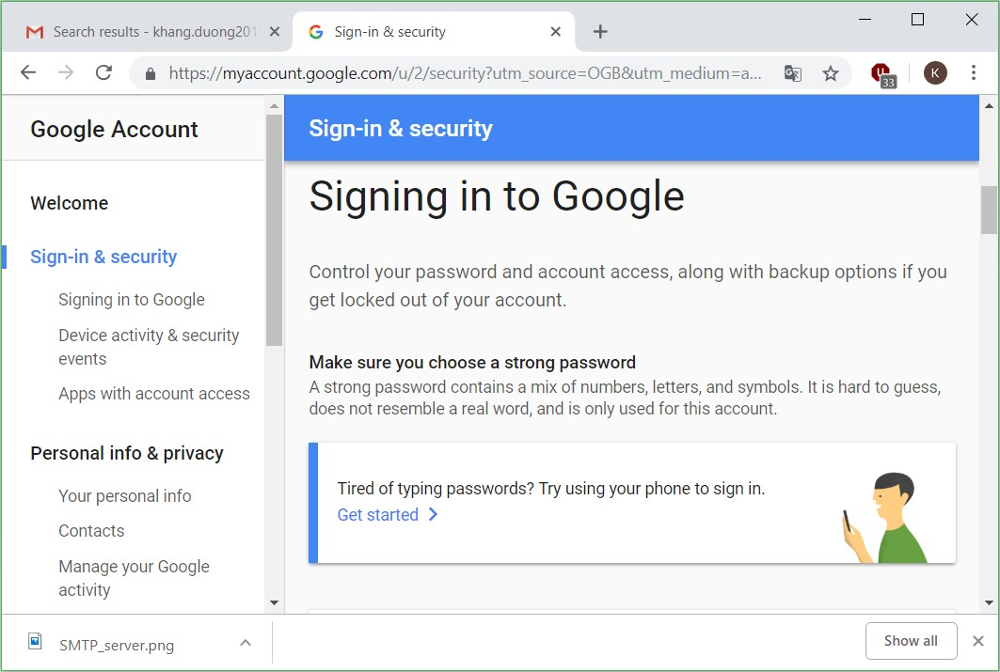 Search results - khang.duong201
Sign-in & security
https://myaccount.google.com/u/2/security?utm_source=OGB&utm_medium=a...
33
K
Google Account
Welcome
Sign-in & security
Signing in to Google
Device activity & security
events
Apps with account access
Personal info & privacy
Your personal info
Contacts
Manage your Google
activity
Sign-in & security
Signing in to Google
Control your password and account access, along with backup options if you
get locked out of your account.
Make sure you choose a strong password
A strong password contains a mix of numbers, letters, and symbols. It is hard to guess,
does not resemble a real word, and is only used for this account.
Tired of typing passwords? Try using your phone to sign in.
Get started
SMTP_server.png
Show all